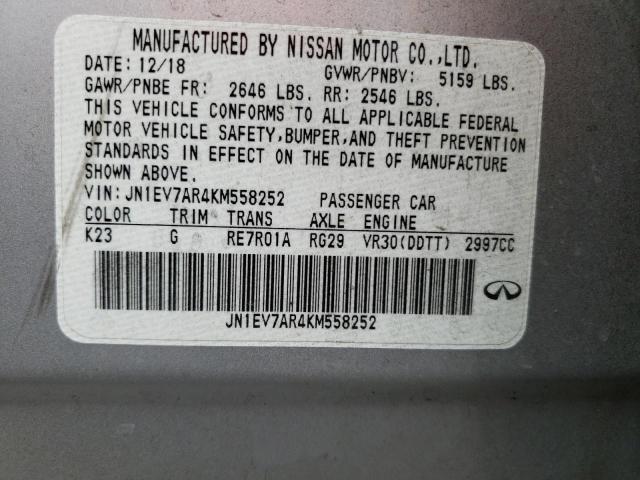 MANUFACTURED BY NISSAN MOTOR CO.,LTD.
DATE: 12/18 GVWR/PNBV: 5159 LBS.
GAWR/PNBE FR: 2646 LBS. RR: 2546 LBS.
THIS VEHICLE CONFORMS TO ALL APPLICABLE FEDERAL
MOTOR VEHICLE SAFETY,BUMPER,AND THEFT PREVENTION
STANDARDS IN EFFECT ON THE DATE OF MANUFACTURE
SHOWN ABOVE.
VIN:JN1EV7AR4KM558252 PASSENGER CAR
COLOR TRIM TRANS AXLE ENGINE
K23 G RE7R01A RG29 VR30(DDTT) 2997CC
JN1EV7AR4KM558252